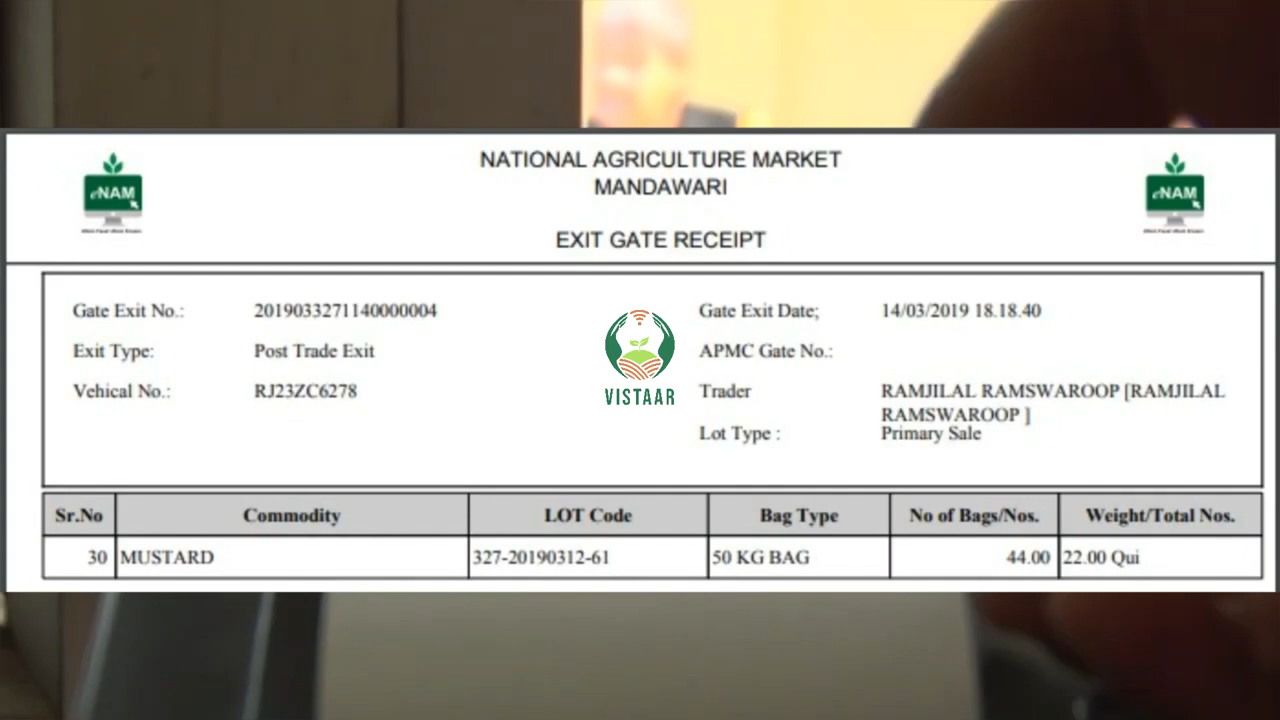 NATIONAL AGRICULTURE MARKET
MANDAWARI
eNAM
eNAM
EXIT GATE RECEIPT
Gate Exit No.: 2019033271140000004
Gate Exit Date; 14/03/2019 18.18.40
Exit Type: Post Trade Exit
APMC Gate No.:
Vehical No.: RJ23ZC6278
Trader RAMJILAL RAMSWAROOP [RAMJILAL
RAMSWAROOP ]
Lot Type : Primary Sale
VISTAAR
Sr.No Commodity LOT Code Bag Type No of Bags/Nos. Weight/Total Nos.
30 MUSTARD 327-20190312-61 50 KG BAG 44.00 22.00 Qui